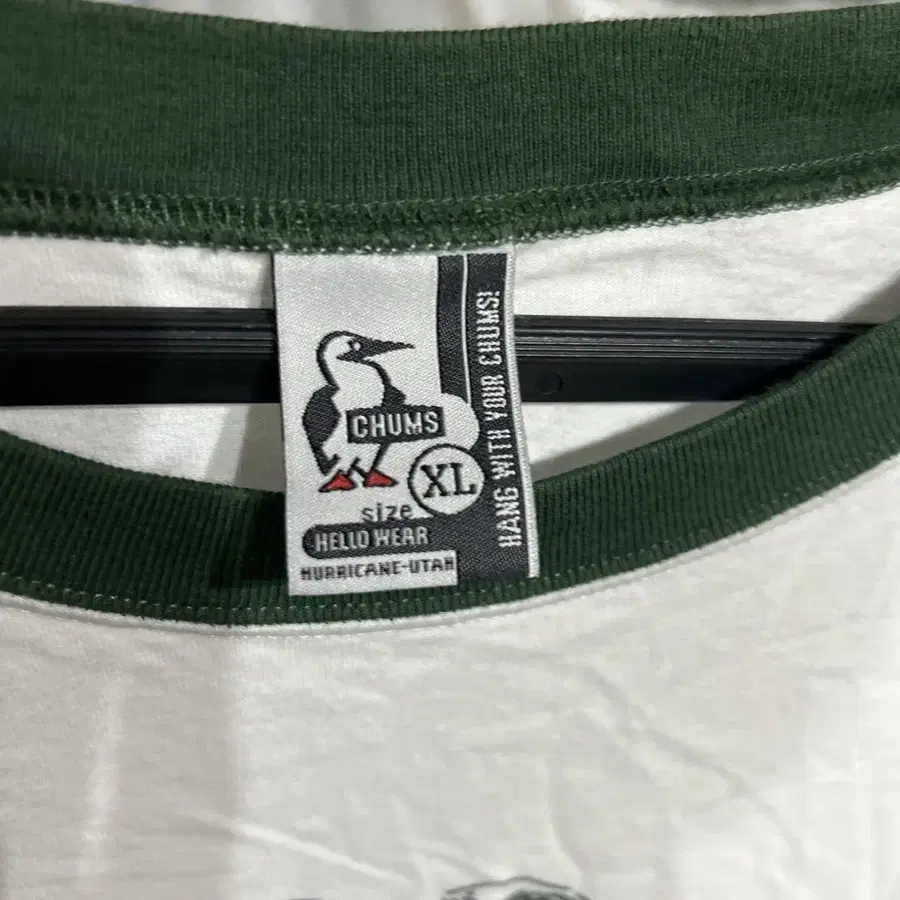 CHUMS
XL
size
HELLO WEAR
HURRICANE-UTAH
HANG WITH YOUR CHUMS!